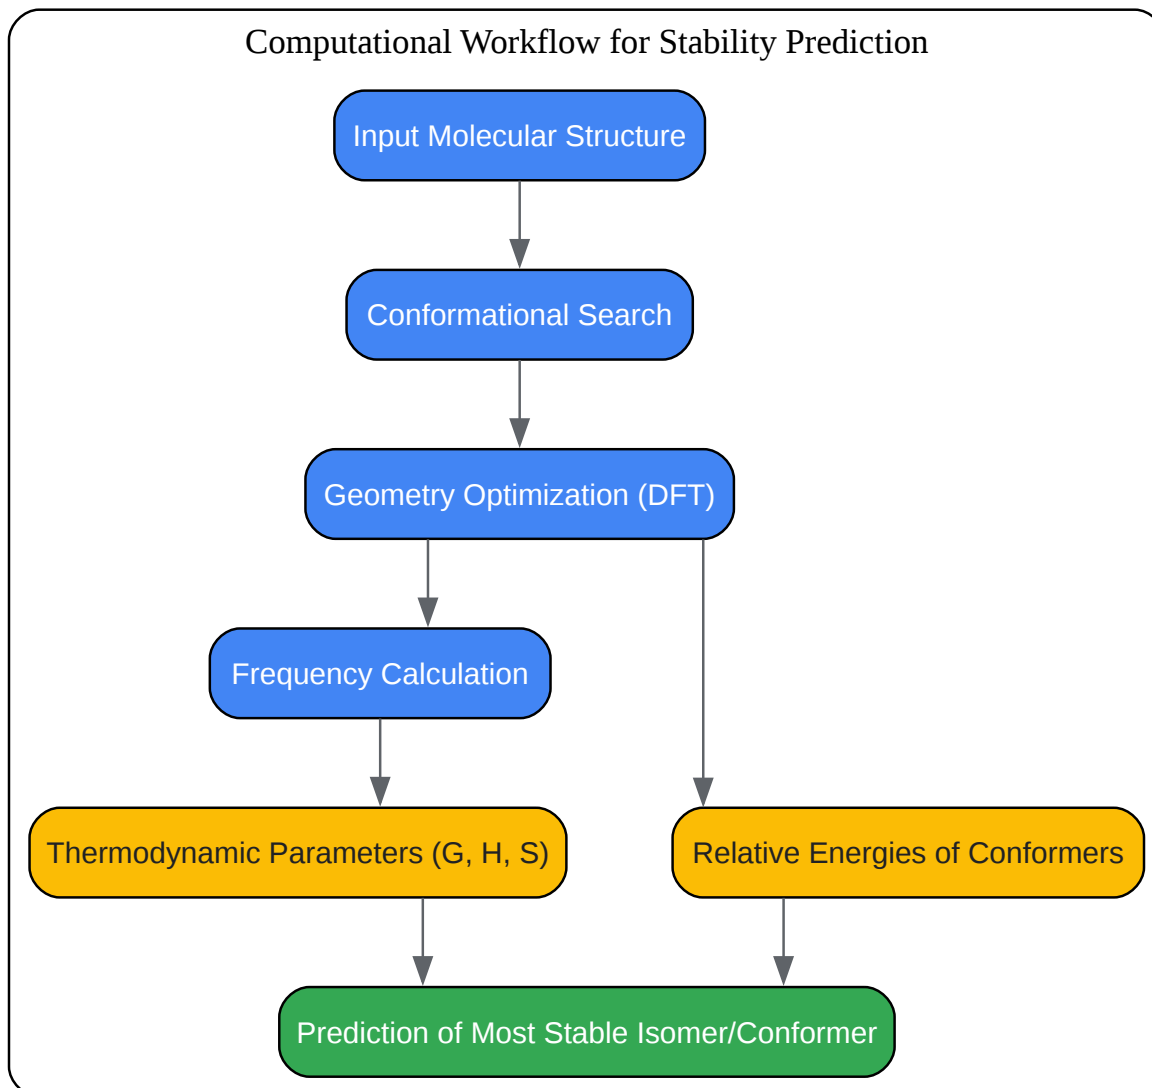 Computational Workflow for Stability Prediction
Input Molecular Structure
Conformational Search
Geometry Optimization (DFT)
Frequency Calculation
Thermodynamic Parameters (G, H, S)
Relative Energies of Conformers
Prediction of Most Stable Isomer/Conformer